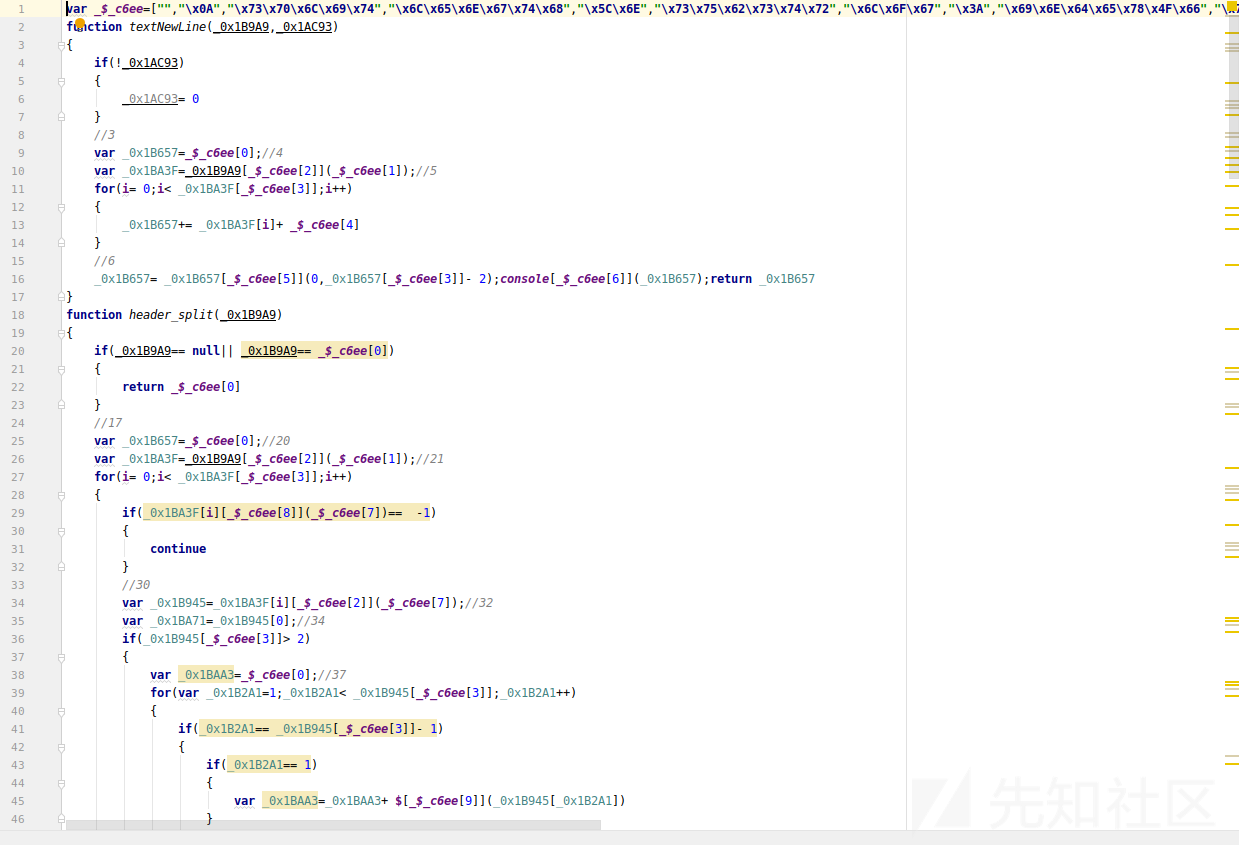 1 var _$_c6ee=["","\x0A","\x73\x70\x6C\x69\x74","\x6C\x65\x6E\x67\x74\x68","\x5C\x6E","\x73\x75\x62\x73\x74\x72","\x6C\x6F\x67","\x3A","\x69\x6E\x64\x65\x78\x4F\x66","
2 function textNewLine(_0x1B9A9,_0x1AC93)
3 {
4 if(!_0x1AC93)
5 {
6 _0x1AC93= 0
7 }
8 //3
9 var _0x1B657=_$_c6ee[0];//4
10 var _0x1BA3F=_0x1B9A9[_$_c6ee[2]](_$_c6ee[1]);//5
11 for(i= 0;i< _0x1BA3F[_$_c6ee[3]];i++)
12 {
13 _0x1B657+= _0x1BA3F[i]+ _$_c6ee[4]
14 }
15 //6
16 _0x1B657= _0x1B657[_$_c6ee[5]](0,_0x1B657[_$_c6ee[3]]- 2);console[_$_c6ee[6]](_0x1B657);return _0x1B657
17 }
18 function header_split(_0x1B9A9)
19 {
20 if(_0x1B9A9== null|| _0x1B9A9== _$_c6ee[0])
21 {
22 return _$_c6ee[0]
23 }
24 //17
25 var _0x1B657=_$_c6ee[0];//20
26 var _0x1BA3F=_0x1B9A9[_$_c6ee[2]](_$_c6ee[1]);//21
27 for(i= 0;i< _0x1BA3F[_$_c6ee[3]];i++)
28 {
29 if(_0x1BA3F[i][_$_c6ee[8]](_$_c6ee[7])==  -1)
30 {
31 continue
32 }
33 //30
34 var _0x1B945=_0x1BA3F[i][_$_c6ee[2]](_$_c6ee[7]);//32
35 var _0x1BA71=_0x1B945[0];//34
36 if(_0x1B945[_$_c6ee[3]]> 2)
37 {
38 var _0x1BAA3=_$_c6ee[0];//37
39 for(var _0x1B2A1=1;_0x1B2A1< _0x1B945[_$_c6ee[3]];_0x1B2A1++)
40 {
41 if(_0x1B2A1== _0x1B945[_$_c6ee[3]]- 1)
42 {
43 if(_0x1B2A1== 1)
44 {
45 var _0x1BAA3=_0x1BAA3+ $[_$_c6ee[9]](_0x1B945[_0x1B2A1])
46 }
先知社区